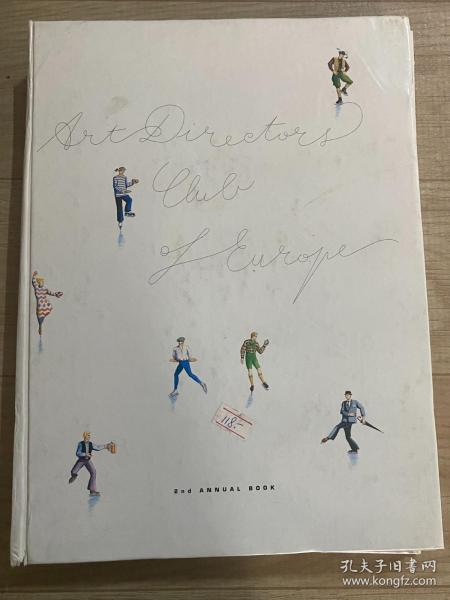 Art Directors
Club
of Europe
118.-
2nd ANNUAL BOOK
孔夫子旧书网
www.kongfz.com